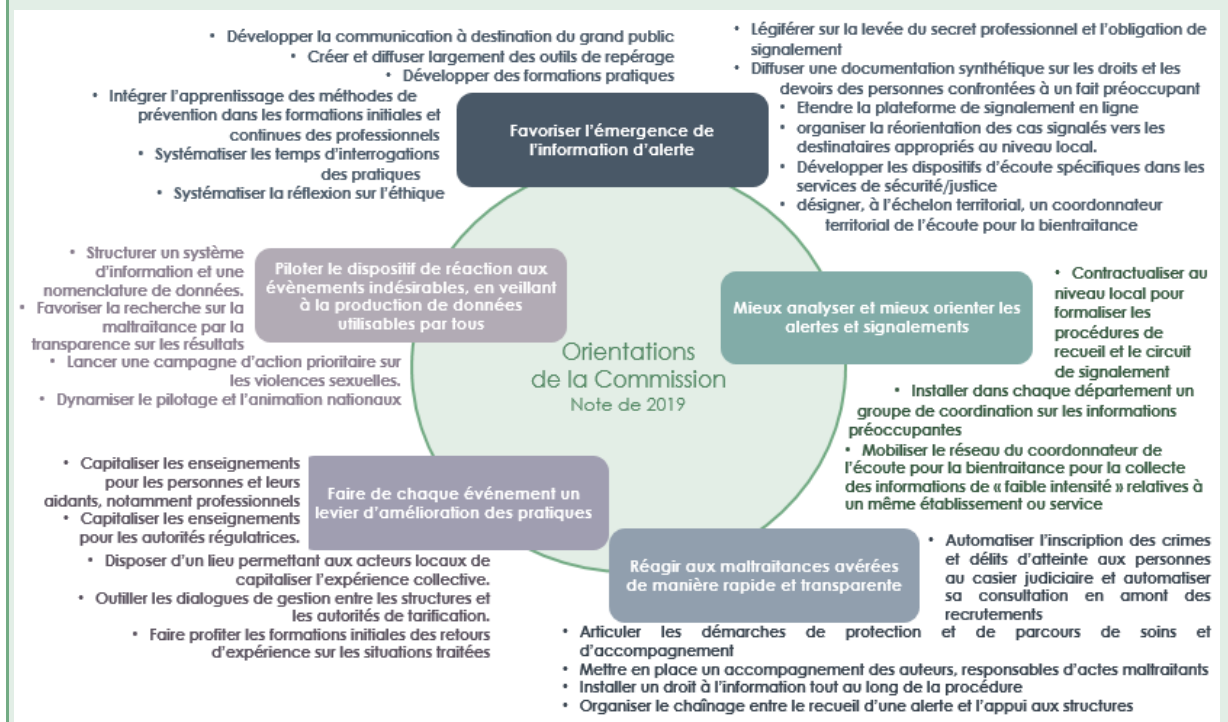 • Développer la communication à destination du grand public
• Créer et diffuser largement des outils de repérage
• Développer des formations pratiques
• Intégrer l'apprentissage des méthodes de
prévention dans les formations initiales et
continues des professionnels
• Systématiser les temps d'interrogations
des pratiques
• Systématiser la réflexion sur l'éthique
Favoriser l'émergence de
l'information d'alerte
• Légiférer sur la levée du secret professionnel et l'obligation de
signalement
• Diffuser une documentation synthétique sur les droits et les
devoirs des personnes confrontées à un fait préoccupant
• Etendre la plateforme de signalement en ligne
• organiser la réorientation des cas signalés vers les
destinataires appropriés au niveau local.
• Développer les dispositifs d'écoute spécifiques dans les
services de sécurité/justice
• désigner, à l'échelon territorial, un coordonnateur
territorial de l'écoute pour la bientraitance
• Structurer un système
d'information et une
nomenclature de données.
• Favoriser la recherche sur la
maltraitance par la
transparence sur les résultats
• Lancer une campagne d'action prioritaire sur
les violences sexuelles.
• Dynamiser le pilotage et l'animation nationaux
Piloter le dispositif de réaction aux
évènements indésirables, en veillant
à la production de données
utilisables par tous
Mieux analyser et mieux orienter les
alertes et signalements
• Contractualiser au
niveau local pour
formaliser les
procédures de
recueil et le circuit
de signalement
• Installer dans chaque département un
groupe de coordination sur les informations
préoccupantes
• Mobiliser le réseau du coordonnateur de
l'écoute pour la bientraitance pour la collecte
des informations de « faible intensité » relatives à
un même établissement ou service
Orientations
de la Commission
Note de 2019
• Capitaliser les enseignements
pour les personnes et leurs
aidants, notamment professionnels
• Capitaliser les enseignements
pour les autorités régulatrices.
• Disposer d'un lieu permettant aux acteurs locaux de
capitaliser l'expérience collective.
• Outiller les dialogues de gestion entre les structures et
les autorités de tarification.
• Faire profiter les formations initiales des retours
d'expérience sur les situations traitées
Faire de chaque événement un
levier d'amélioration des pratiques
Réagir aux maltraitances avérées
de manière rapide et transparente
• Automatiser l'inscription des crimes
et délits d'atteinte aux personnes
au casier judiciaire et automatiser
sa consultation en amont des
recrutements
• Articuler les démarches de protection et de parcours de soins et
d'accompagnement
• Mettre en place un accompagnement des auteurs, responsables d'actes maltraitants
• Installer un droit à l'information tout au long de la procédure
• Organiser le chaînage entre le recueil d'une alerte et l'appui aux structures